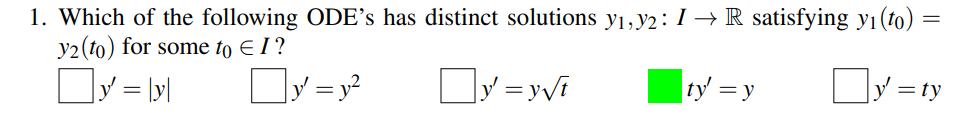 1. Which of the following ODE's has distinct solutions y₁, y₂: I → ℝ satisfying y₁(t₀) =
y₂(t₀) for some t₀ ∈ I?
y′ = |y| y′ = y² y′ = y√t ty′ = y y′ = ty